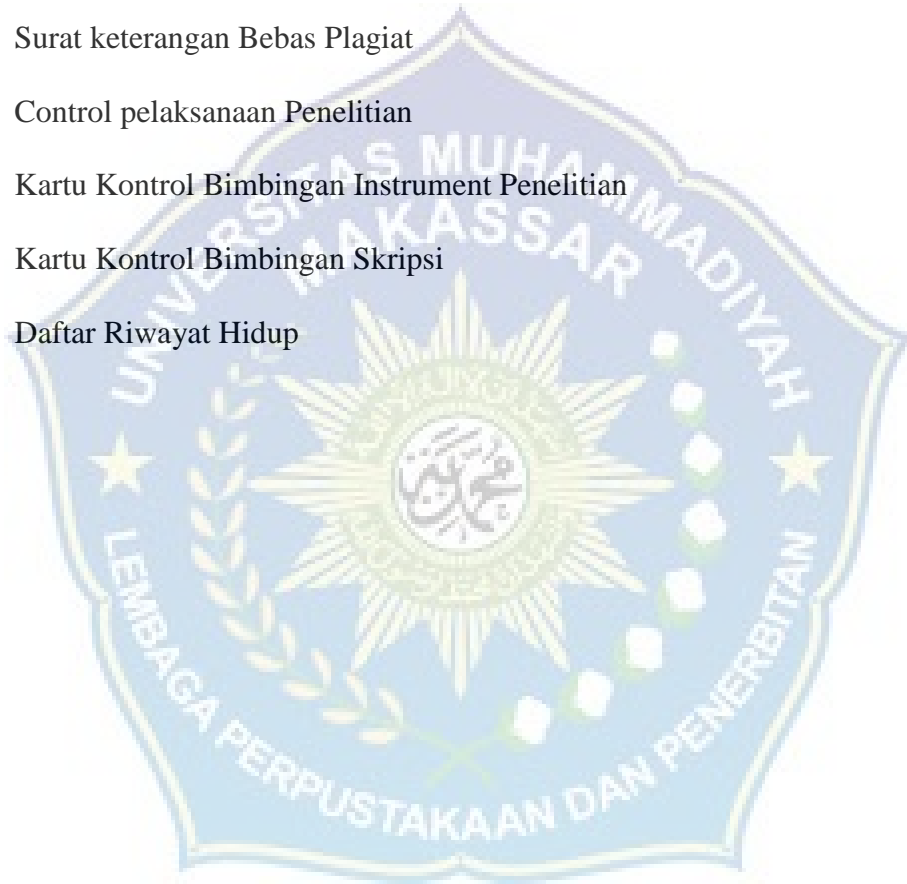 Surat keterangan Bebas Plagiat
Control pelaksanaan Penelitian
Kartu Kontrol Bimbingan Instrument Penelitian
Kartu Kontrol Bimbingan Skripsi
Daftar Riwayat Hidup
UNIVERSITAS MUHAMMADIYAH
MAKASSAR
محمدية
LEMBAGA PERPUSTAKAAN DAN PENERBITAN